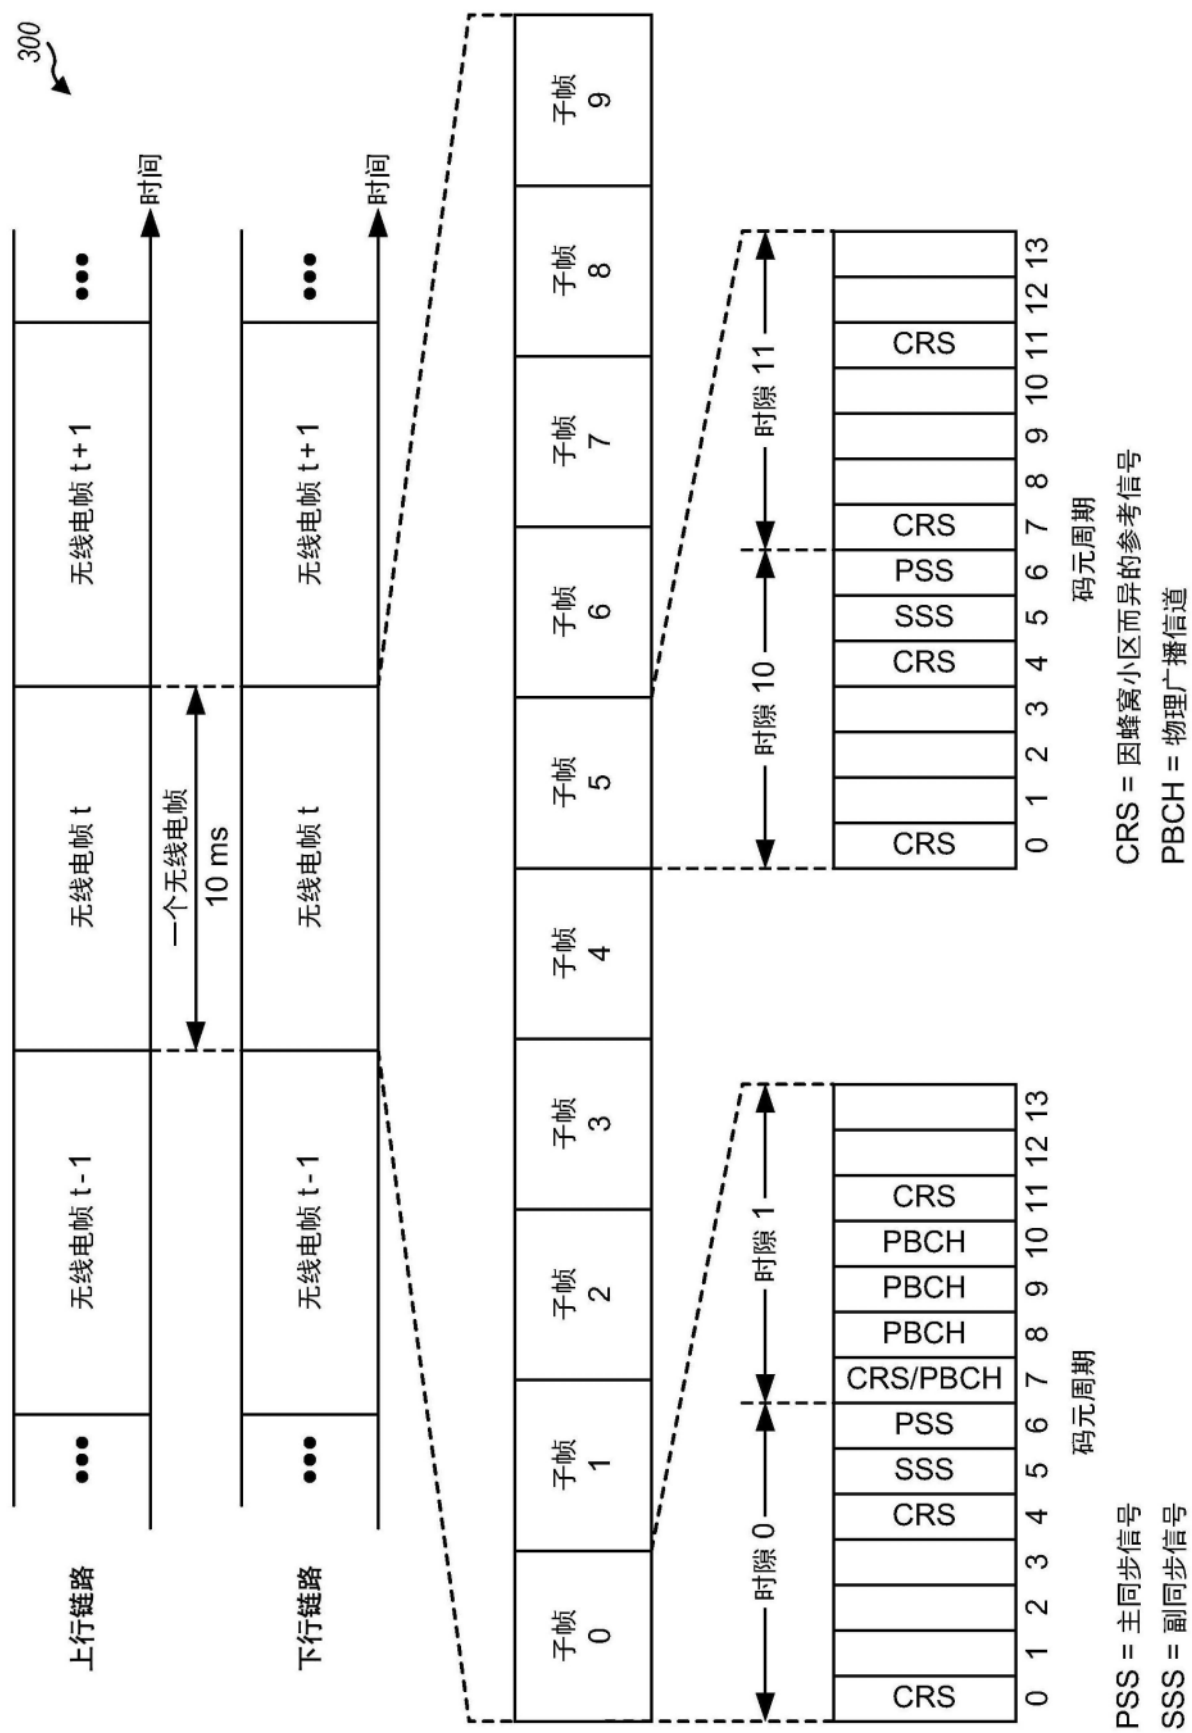 300
上行链路
●●●
无线电帧 t-1
无线电帧 t
无线电帧 t+1
●●●
时间
一个无线电帧
10 ms
下行链路
●●●
无线电帧 t-1
无线电帧 t
无线电帧 t+1
●●●
时间
子帧 0
子帧 1
子帧 2
子帧 3
子帧 4
子帧 5
子帧 6
子帧 7
子帧 8
子帧 9
时隙 0
时隙 1
CRS
CRS
SSS
PSS
CRS/PBCH
PBCH
PBCH
PBCH
CRS
0 1 2 3 4 5 6 7 8 9 10 11 12 13
码元周期
时隙 10
时隙 11
CRS
CRS
SSS
PSS
CRS
CRS
0 1 2 3 4 5 6 7 8 9 10 11 12 13
码元周期
PSS = 主同步信号
SSS = 副同步信号
CRS = 因蜂窝小区而异的参考信号
PBCH = 物理广播信道